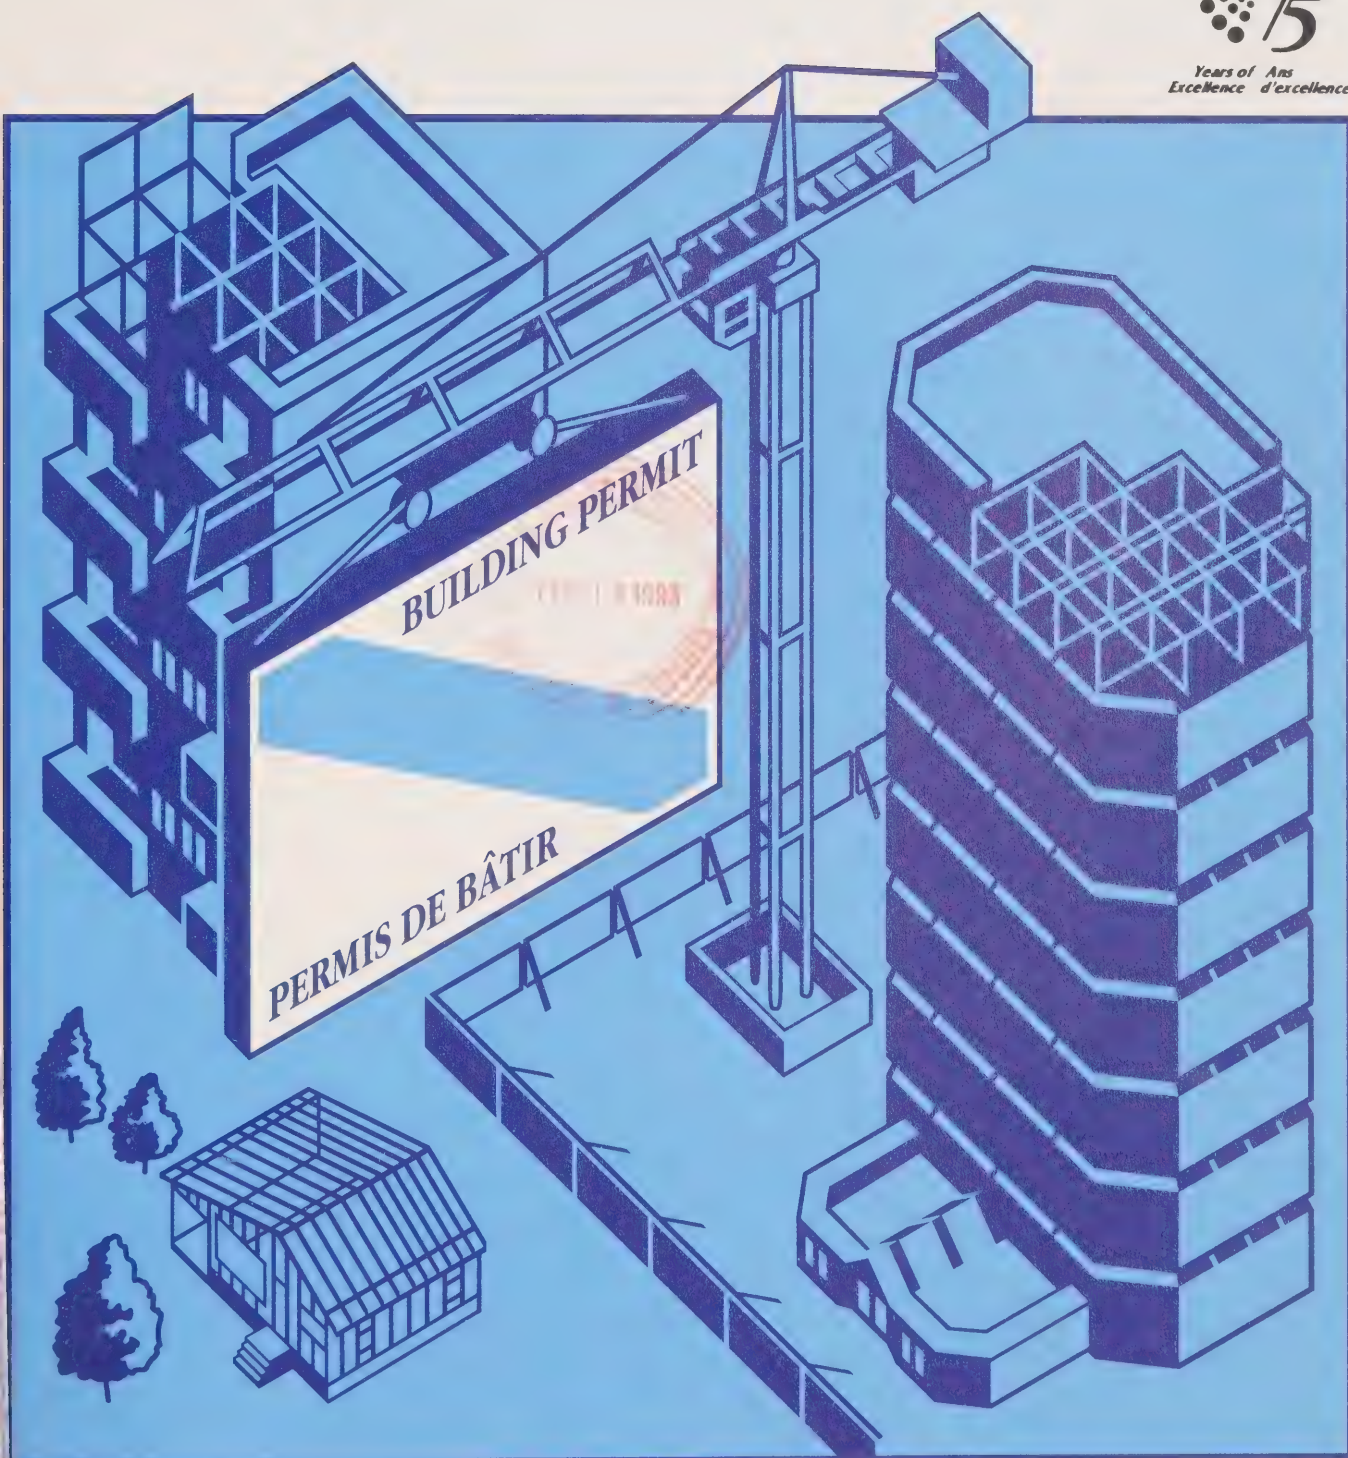 75
Years of Ans
Excellence d'excellence
BUILDING PERMIT
PERMIS DE BÂTIR